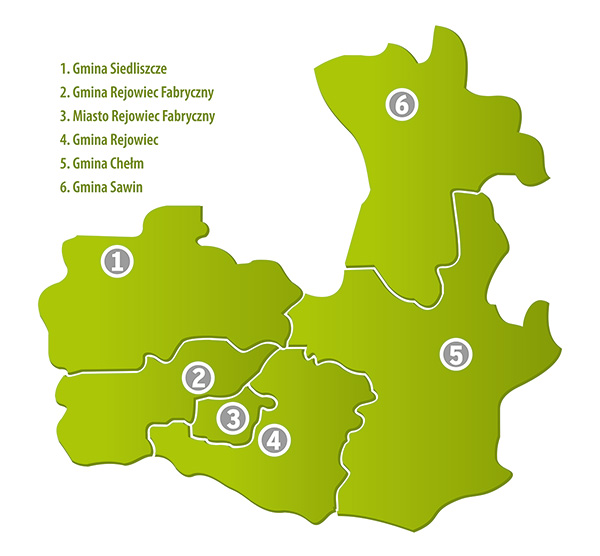 1. Gmina Siedliszcze
2. Gmina Rejowiec Fabryczny
3. Miasto Rejowiec Fabryczny
4. Gmina Rejowiec
5. Gmina Chełm
6. Gmina Sawin
6
1
5
2
3
4